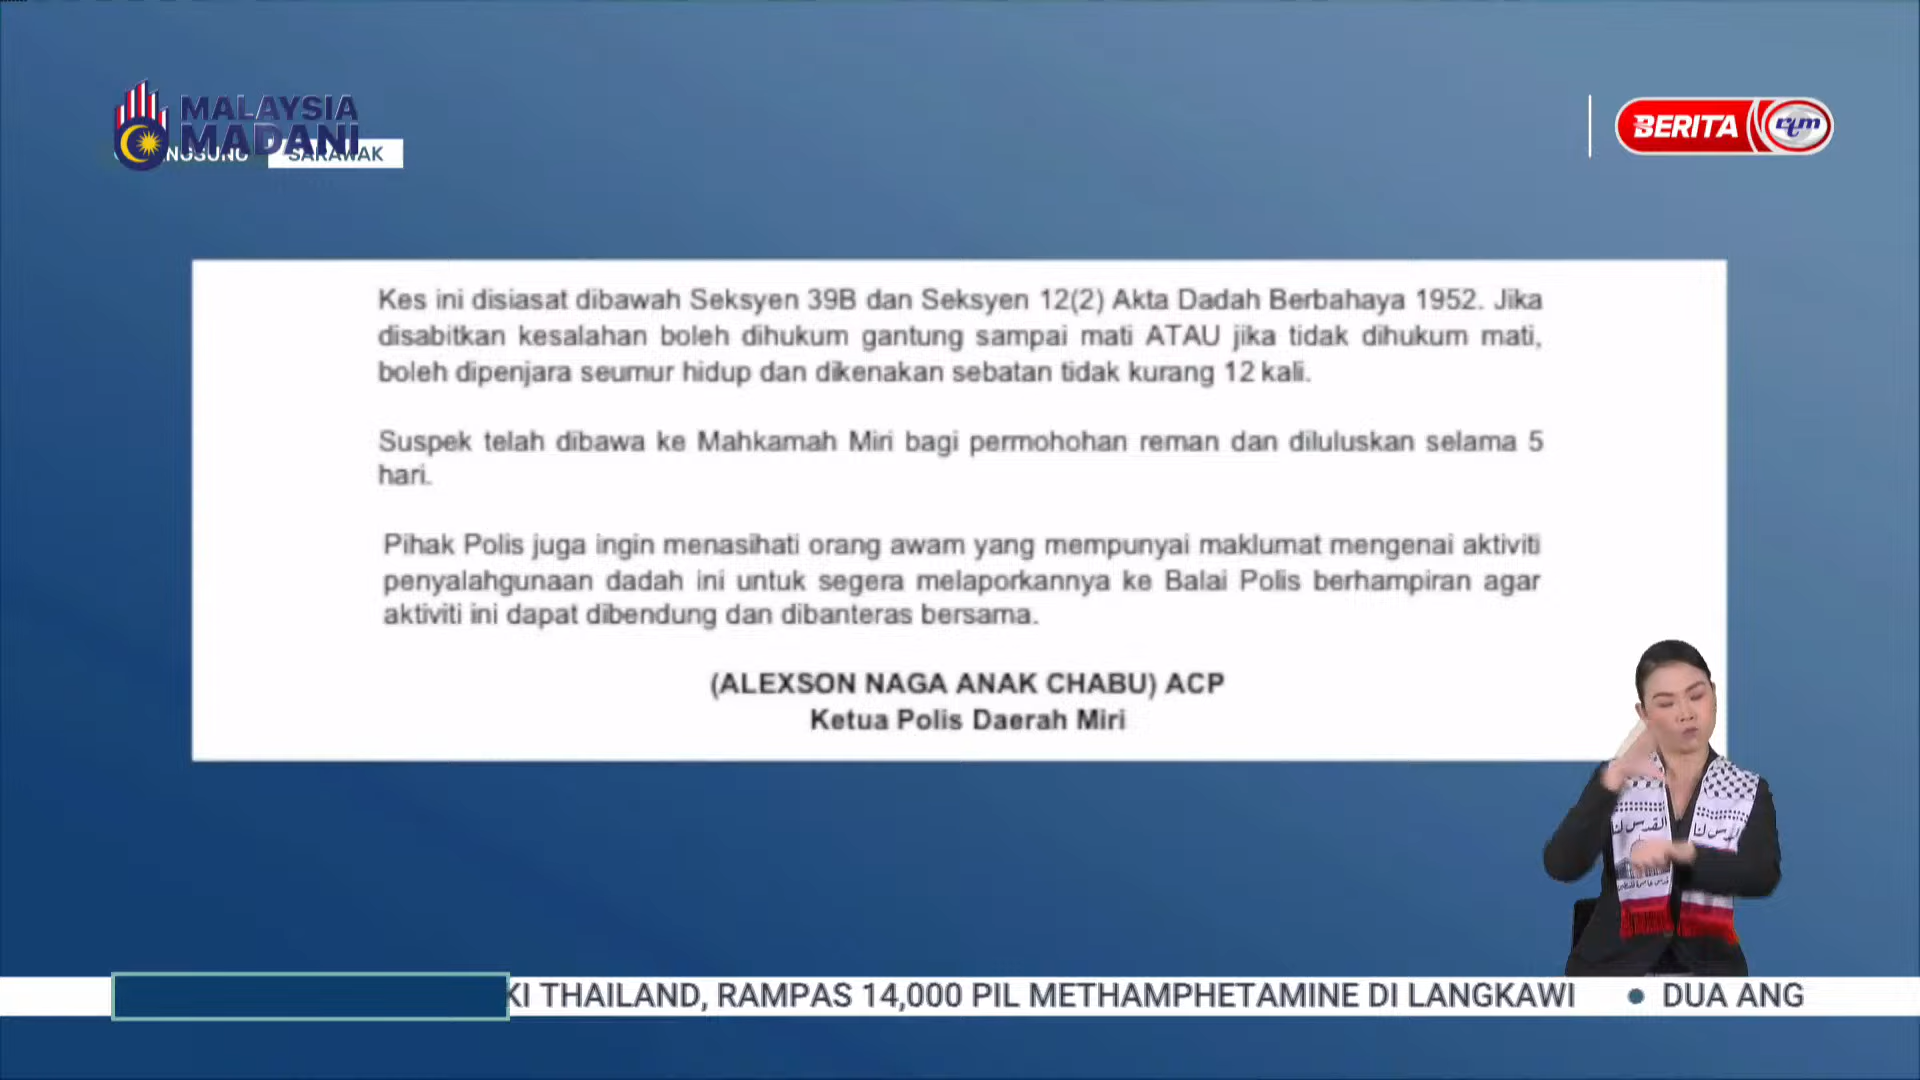 MALAYSIA
MADANI
SARAWAK
BERITA rtm
Kes ini disiasat dibawah Seksyen 39B dan Seksyen 12(2) Akta Dadah Berbahaya 1952. Jika
disabitkan kesalahan boleh dihukum gantung sampai mati ATAU jika tidak dihukum mati,
boleh dipenjara seumur hidup dan dikenakan sebatan tidak kurang 12 kali.
Suspek telah dibawa ke Mahkamah Miri bagi permohohan reman dan diluluskan selama 5
hari.
Pihak Polis juga ingin menasihati orang awam yang mempunyai maklumat mengenai aktiviti
penyalahgunaan dadah ini untuk segera melaporkannya ke Balai Polis berhampiran agar
aktiviti ini dapat dibendung dan dibanteras bersama.
(ALEXSON NAGA ANAK CHABU) ACP
Ketua Polis Daerah Miri
القدس لنا
KI THAILAND, RAMPAS 14,000 PIL METHAMPHETAMINE DI LANGKAWI • DUA ANG